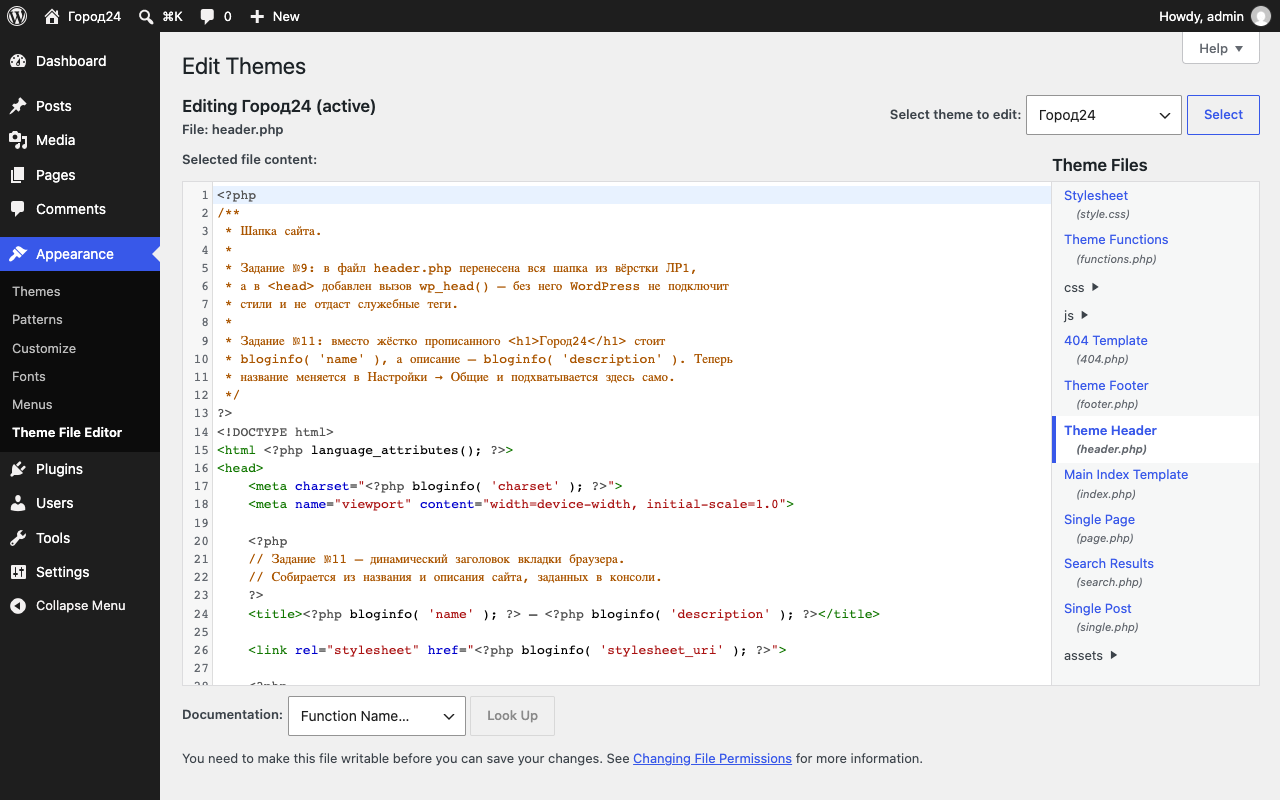 Город24
⌘K
0
New
Howdy, admin
Help
Dashboard
Posts
Media
Pages
Comments
Appearance
Themes
Patterns
Customize
Fonts
Menus
Theme File Editor
Plugins
Users
Tools
Settings
Collapse Menu
Edit Themes
Editing Город24 (active)
File: header.php
Select theme to edit: Город24 Select
Selected file content:
1 <?php
2 /**
3  * Шапка сайта.
4  *
5  * Задание №9: в файл header.php перенесена вся шапка из вёрстки ЛР1,
6  * а в <head> добавлен вызов wp_head() — без него WordPress не подключит
7  * стили и не отдаст служебные теги.
8  *
9  * Задание №11: вместо жёстко прописанного <h1>Город24</h1> стоит
10  * bloginfo( 'name' ), а описание — bloginfo( 'description' ). Теперь
11  * название меняется в Настройки → Общие и подхватывается здесь само.
12  */
13 ?>
14 <!DOCTYPE html>
15 <html <?php language_attributes(); ?>>
16 <head>
17     <meta charset="<?php bloginfo( 'charset' ); ?>">
18     <meta name="viewport" content="width=device-width, initial-scale=1.0">
19
20     <?php
21     // Задание №11 — динамический заголовок вкладки браузера.
22     // Собирается из названия и описания сайта, заданных в консоли.
23     ?>
24     <title><?php bloginfo( 'name' ); ?> — <?php bloginfo( 'description' ); ?></title>
25
26     <link rel="stylesheet" href="<?php bloginfo( 'stylesheet_uri' ); ?>">
27
28     <?php
Theme Files
Stylesheet
(style.css)
Theme Functions
(functions.php)
css
js
404 Template
(404.php)
Theme Footer
(footer.php)
Theme Header
(header.php)
Main Index Template
(index.php)
Single Page
(page.php)
Search Results
(search.php)
Single Post
(single.php)
assets
Documentation: Function Name... Look Up
You need to make this file writable before you can save your changes. See Changing File Permissions for more information.